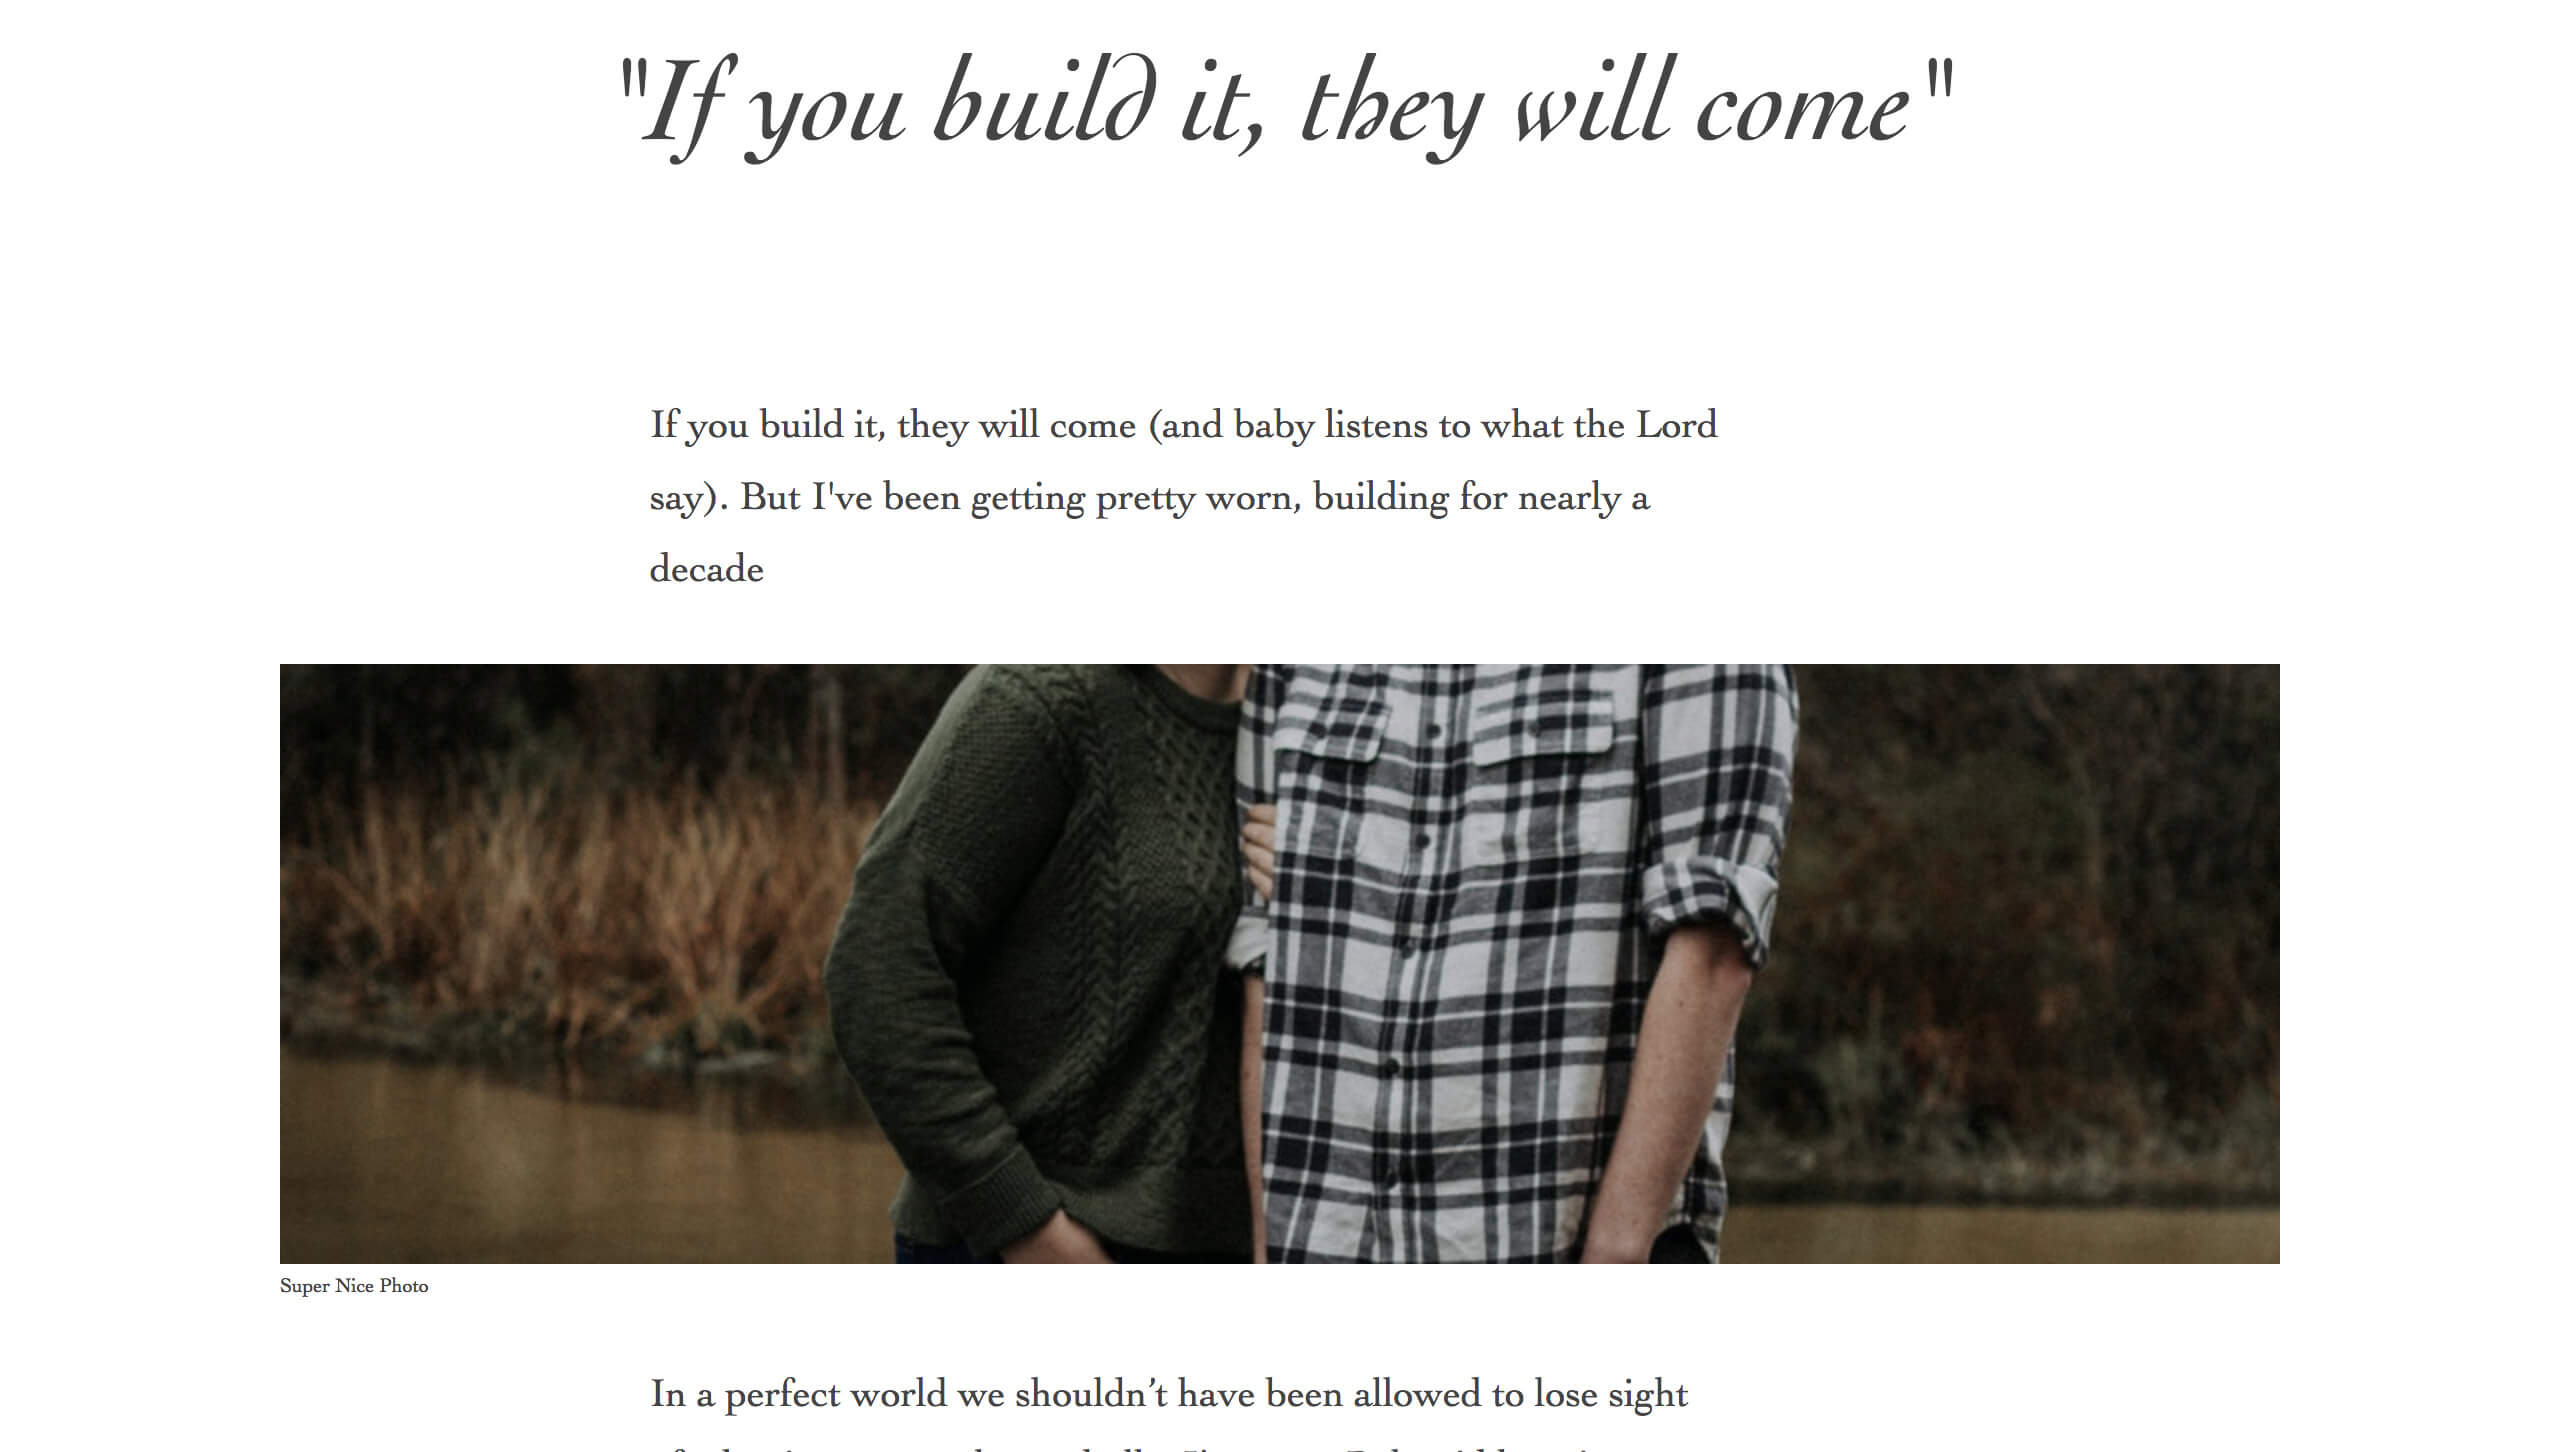 "If you build it, they will come"
If you build it, they will come (and baby listens to what the Lord
say). But I've been getting pretty worn, building for nearly a
decade
Super Nice Photo
In a perfect world we shouldn’t have been allowed to lose sight